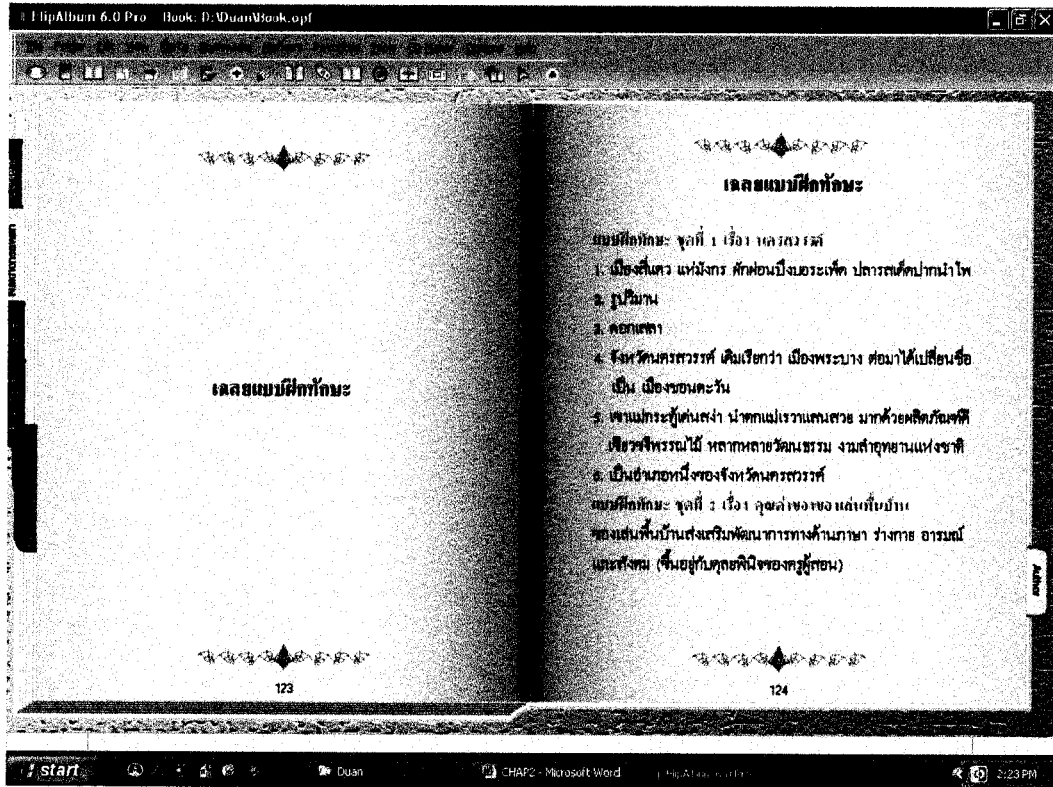 FlipAlbum 6.0 Pro Book: D:\Duan\Book.opf
เฉลยแบบฝึกทักษะ
123
เฉลยแบบฝึกทักษะ
แบบฝึกทักษะ ชุดที่ 1 เรื่อง นครสวรรค์
1. เมืองสี่แคว แห่มังกร พักผ่อนบึงบอระเพ็ด ปลารสเด็ดปากน้ำโพ
2. รูปวิมาน
3. ดอกเสลา
4. จังหวัดนครสวรรค์ เดิมเรียกว่า เมืองพระบาง ต่อมาได้เปลี่ยนชื่อ
เป็น เมืองชอนตะวัน
5. เขาแม่กระทู้เด่นสง่า น้ำตกแม่เรวาแสนสวย มากด้วยผลิตภัณฑ์ดี
เขียวขจีพรรณไม้ หลากหลายวัฒนธรรม งามล้ำอุทยานแห่งชาติ
6. เป็นอำเภอหนึ่งของจังหวัดนครสวรรค์
แบบฝึกทักษะ ชุดที่ 2 เรื่อง คุณค่าของของเล่นพื้นบ้าน
ของเล่นพื้นบ้านส่งเสริมพัฒนาการทางด้านภาษา ร่างกาย อารมณ์
และสังคม (ขึ้นอยู่กับดุลยพินิจของครูผู้สอน)
124
Author
start
Duan
CHAP2 - Microsoft Word
2:23 PM